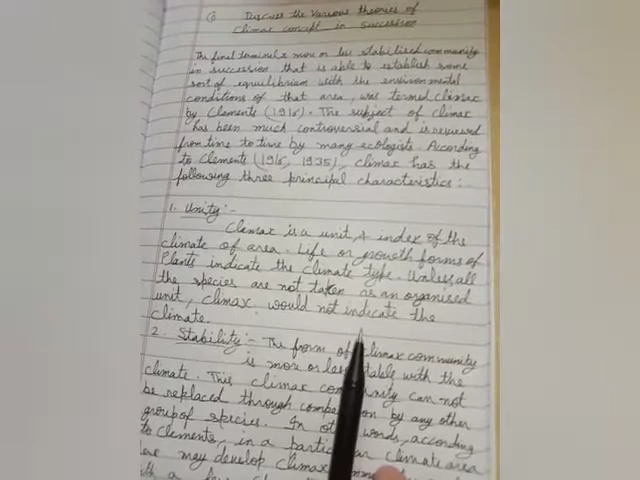 Q Discuss the Various theories of
Climax concept in Succession
The final terminal & more or less stabilised community
in succession that is able to establish some
sort of equilibrium with the environmental
conditions of that area, was termed climax
by Clements (1916). The subject of climax
has been much controversial and is reviewed
from time to time by many ecologists. According
to Clements (1916, 1935), climax has the
following three principal characteristics:-
1. Unity:-
Climax is a unit, & index of the
climate of area. Life or growth forms of
Plants indicate the climate type. Unless all
the species are not taken as an organised
unit, climax would not indicate the
climate.
2. Stability:- The form of climax community
is more or less stable with the
climate. This climax community can not
be replaced through competition by any other
group of species. In other words, according
to Clements, in a particular climate area
may develop climax